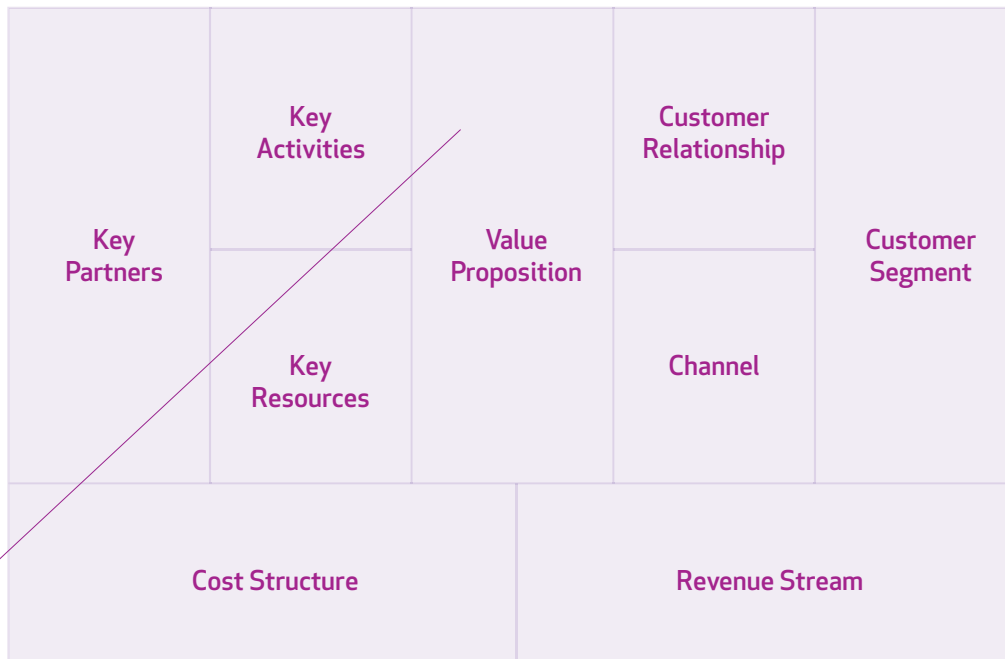 Key
Partners
Key
Activities
Key
Resources
Value
Proposition
Customer
Relationship
Channel
Customer
Segment
Cost Structure
Revenue Stream